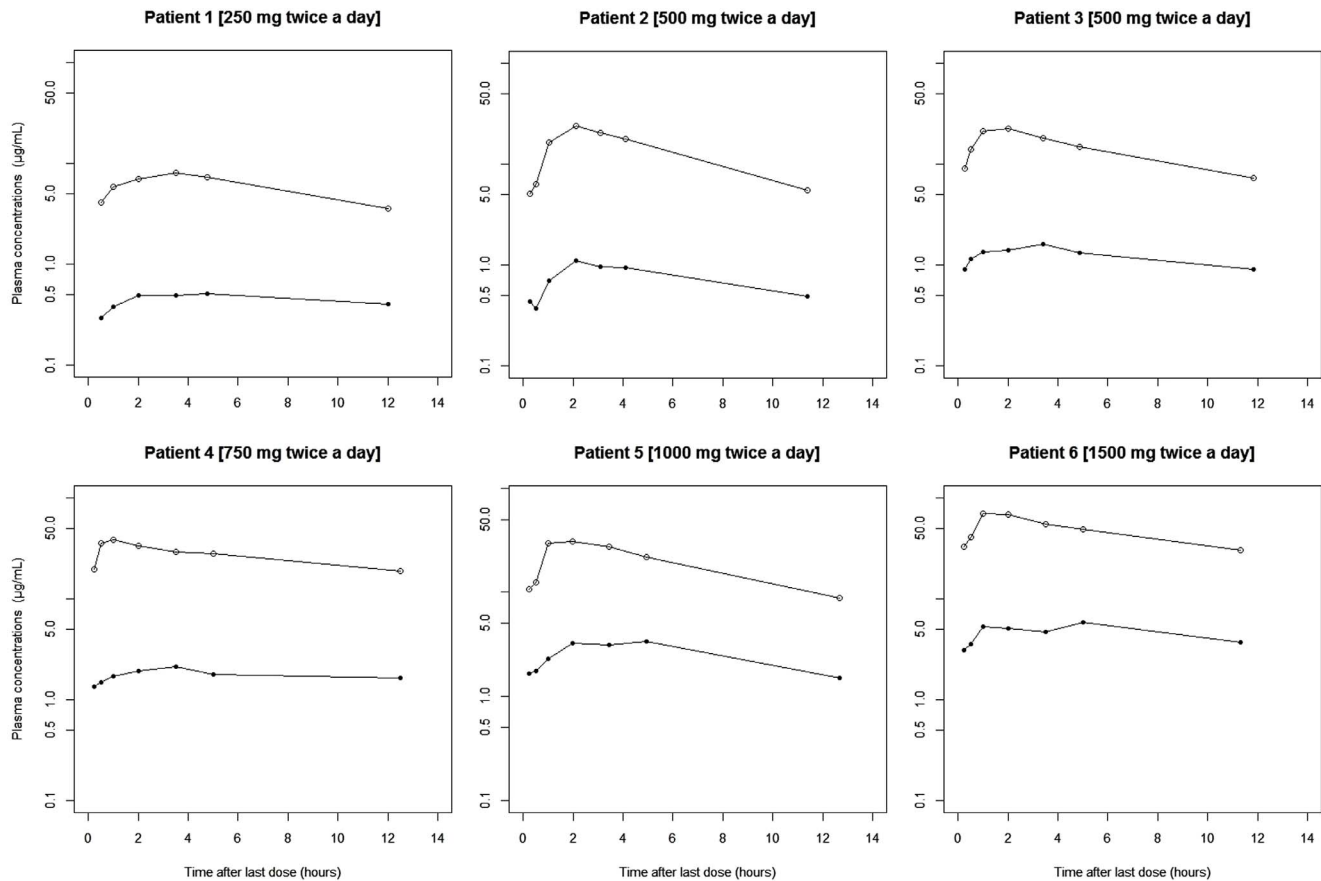 Patient 1 [250 mg twice a day]
Patient 2 [500 mg twice a day]
Patient 3 [500 mg twice a day]
Plasma concentrations (µg/mL)
50.0
5.0
1.0
0.5
0.1
0 2 4 6 8 10 12 14
50.0
5.0
1.0
0.5
0.1
0 2 4 6 8 10 12 14
50.0
5.0
1.0
0.5
0.1
0 2 4 6 8 10 12 14
Patient 4 [750 mg twice a day]
Patient 5 [1000 mg twice a day]
Patient 6 [1500 mg twice a day]
Plasma concentrations (µg/mL)
50.0
5.0
1.0
0.5
0.1
0 2 4 6 8 10 12 14
Time after last dose (hours)
50.0
5.0
1.0
0.5
0.1
0 2 4 6 8 10 12 14
Time after last dose (hours)
50.0
5.0
1.0
0.5
0.1
0 2 4 6 8 10 12 14
Time after last dose (hours)